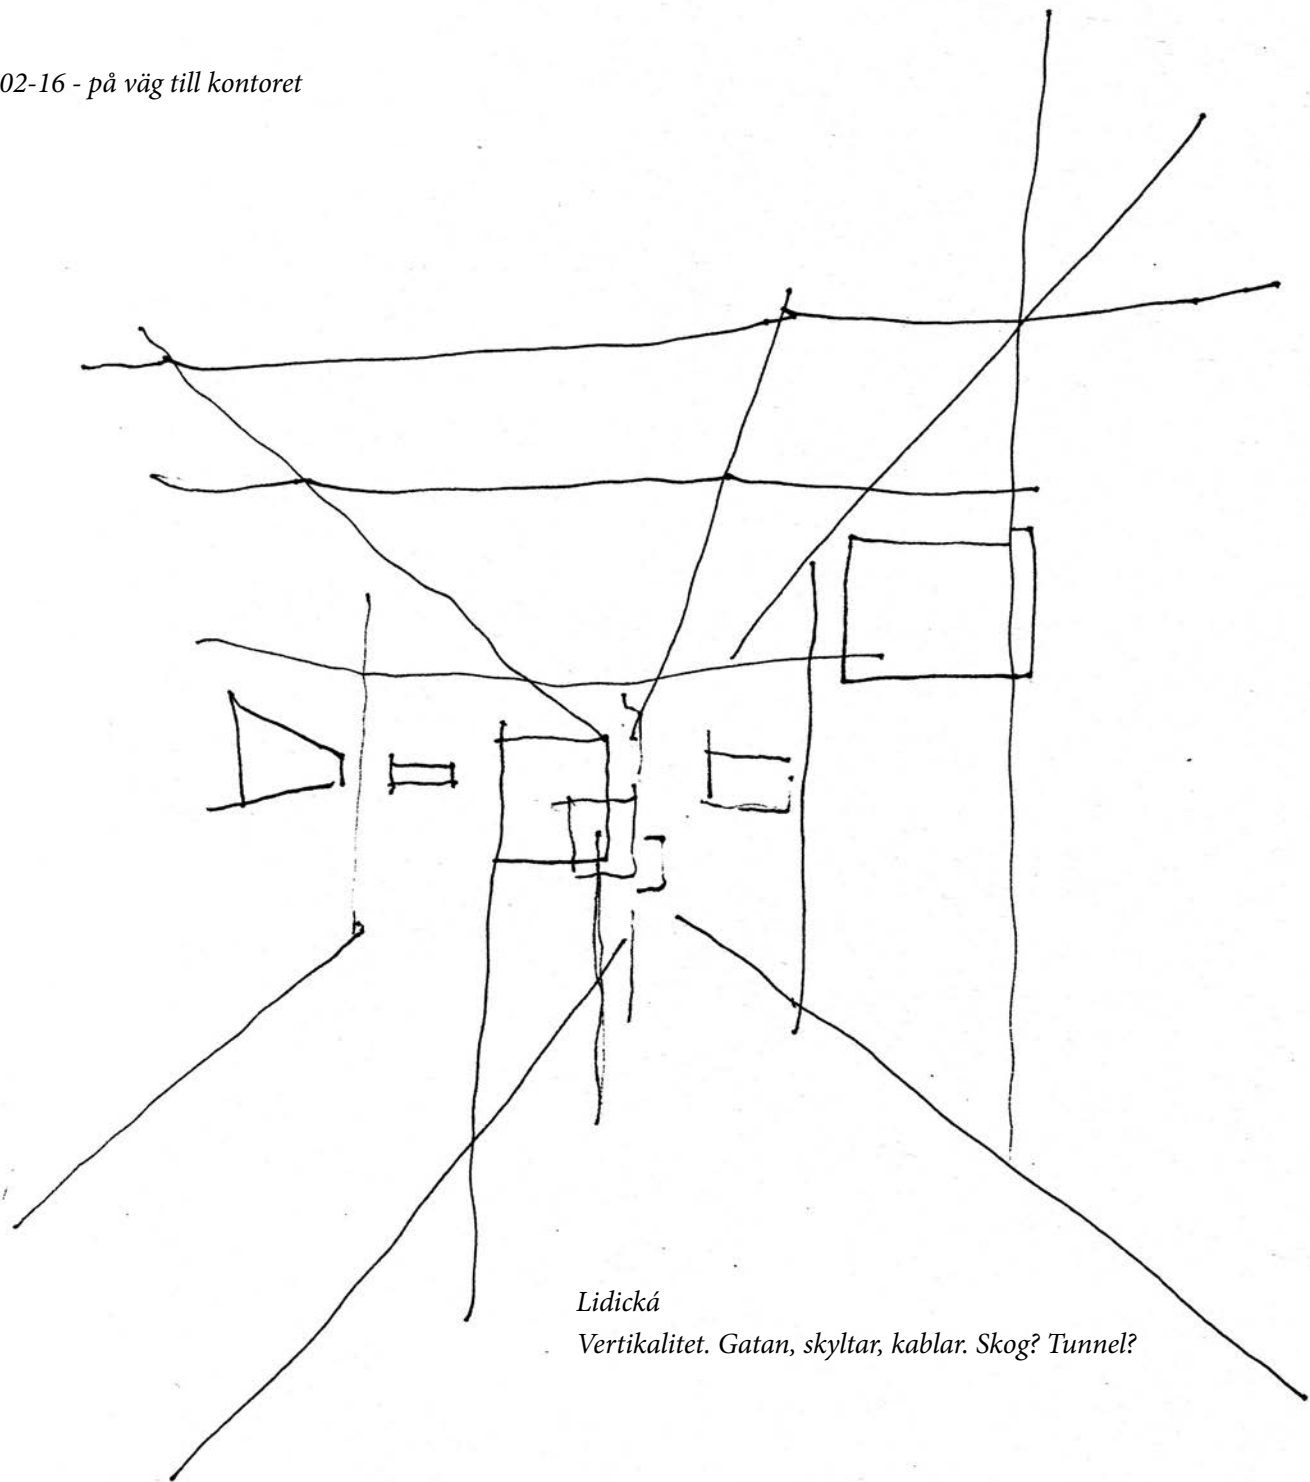 02-16 - på väg till kontoret
Lidická
Vertikalitet. Gatan, skyltar, kablar. Skog? Tunnel?